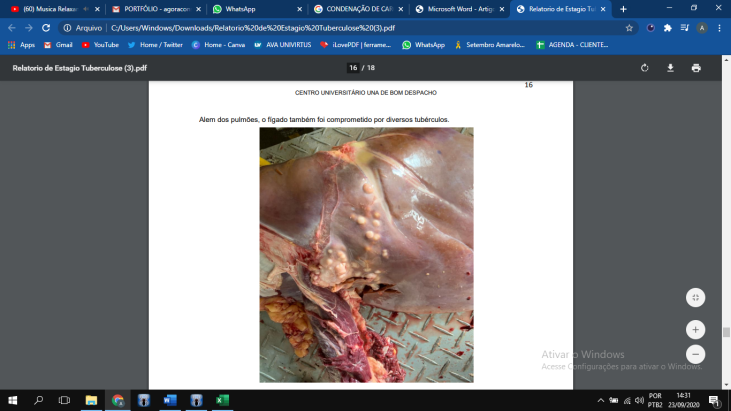 (60) Musica Relaxa
PORTFÓLIO - agoracon
WhatsApp
CONDENAÇÃO DE CAR
Microsoft Word - Artig
Relatorio de Estagio Tu
Arquivo | C:/Users/Windows/Downloads/Relatorio%20de%20Estagio%20Tuberculose%20(3).pdf
Apps
Gmail
YouTube
Home / Twitter
Home - Canva
AVA UNIVIRTUS
iLovePDF | ferrame...
WhatsApp
Setembro Amarelo...
AGENDA - CLIENTE...
Relatorio de Estagio Tuberculose (3).pdf
16 / 18
16
CENTRO UNIVERSITÁRIO UNA DE BOM DESPACHO
Alem dos pulmões, o fígado também foi comprometido por diversos tubérculos.
Ativar o Windows
Acesse Configurações para ativar o Windows.
POR
PTB2
14:31
23/09/2020